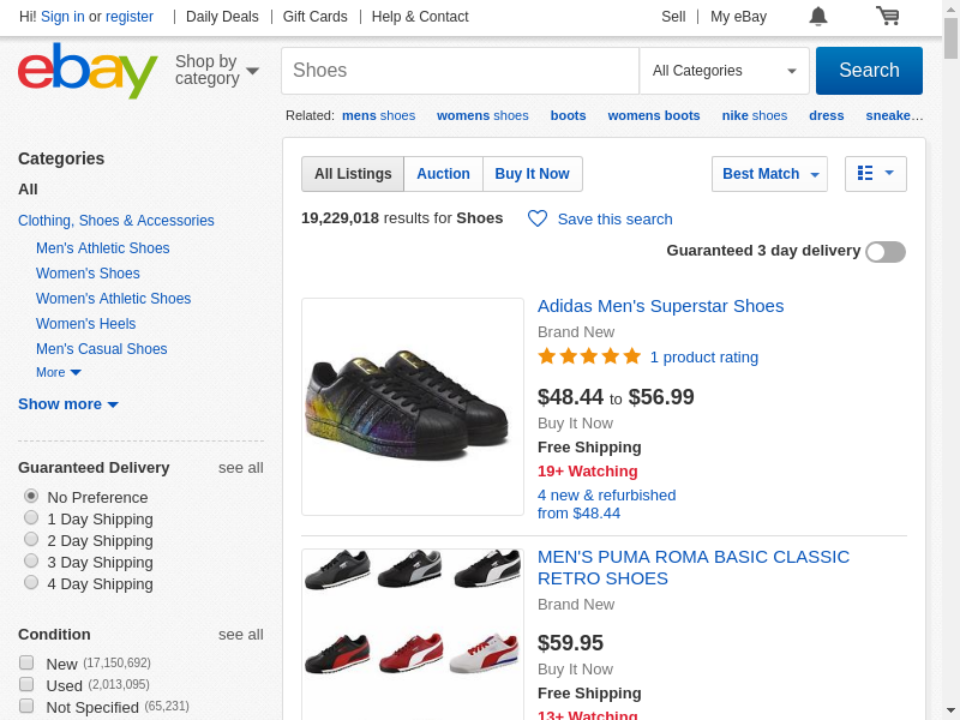 Hi! Sign in or register | Daily Deals | Gift Cards | Help & Contact Sell | My eBay
ebay
Shop by category
Shoes
All Categories
Search
Related: mens shoes womens shoes boots womens boots nike shoes dress sneake...
Categories
All
Clothing, Shoes & Accessories
Men's Athletic Shoes
Women's Shoes
Women's Athletic Shoes
Women's Heels
Men's Casual Shoes
More
Show more
Guaranteed Delivery see all
No Preference
1 Day Shipping
2 Day Shipping
3 Day Shipping
4 Day Shipping
Condition see all
New (17,150,692)
Used (2,013,095)
Not Specified (65,231)
All Listings Auction Buy It Now
Best Match
19,229,018 results for Shoes
Save this search
Guaranteed 3 day delivery
Adidas Men's Superstar Shoes
Brand New
1 product rating
$48.44 to $56.99
Buy It Now
Free Shipping
19+ Watching
4 new & refurbished
from $48.44
MEN'S PUMA ROMA BASIC CLASSIC
RETRO SHOES
Brand New
$59.95
Buy It Now
Free Shipping
13+ Watching